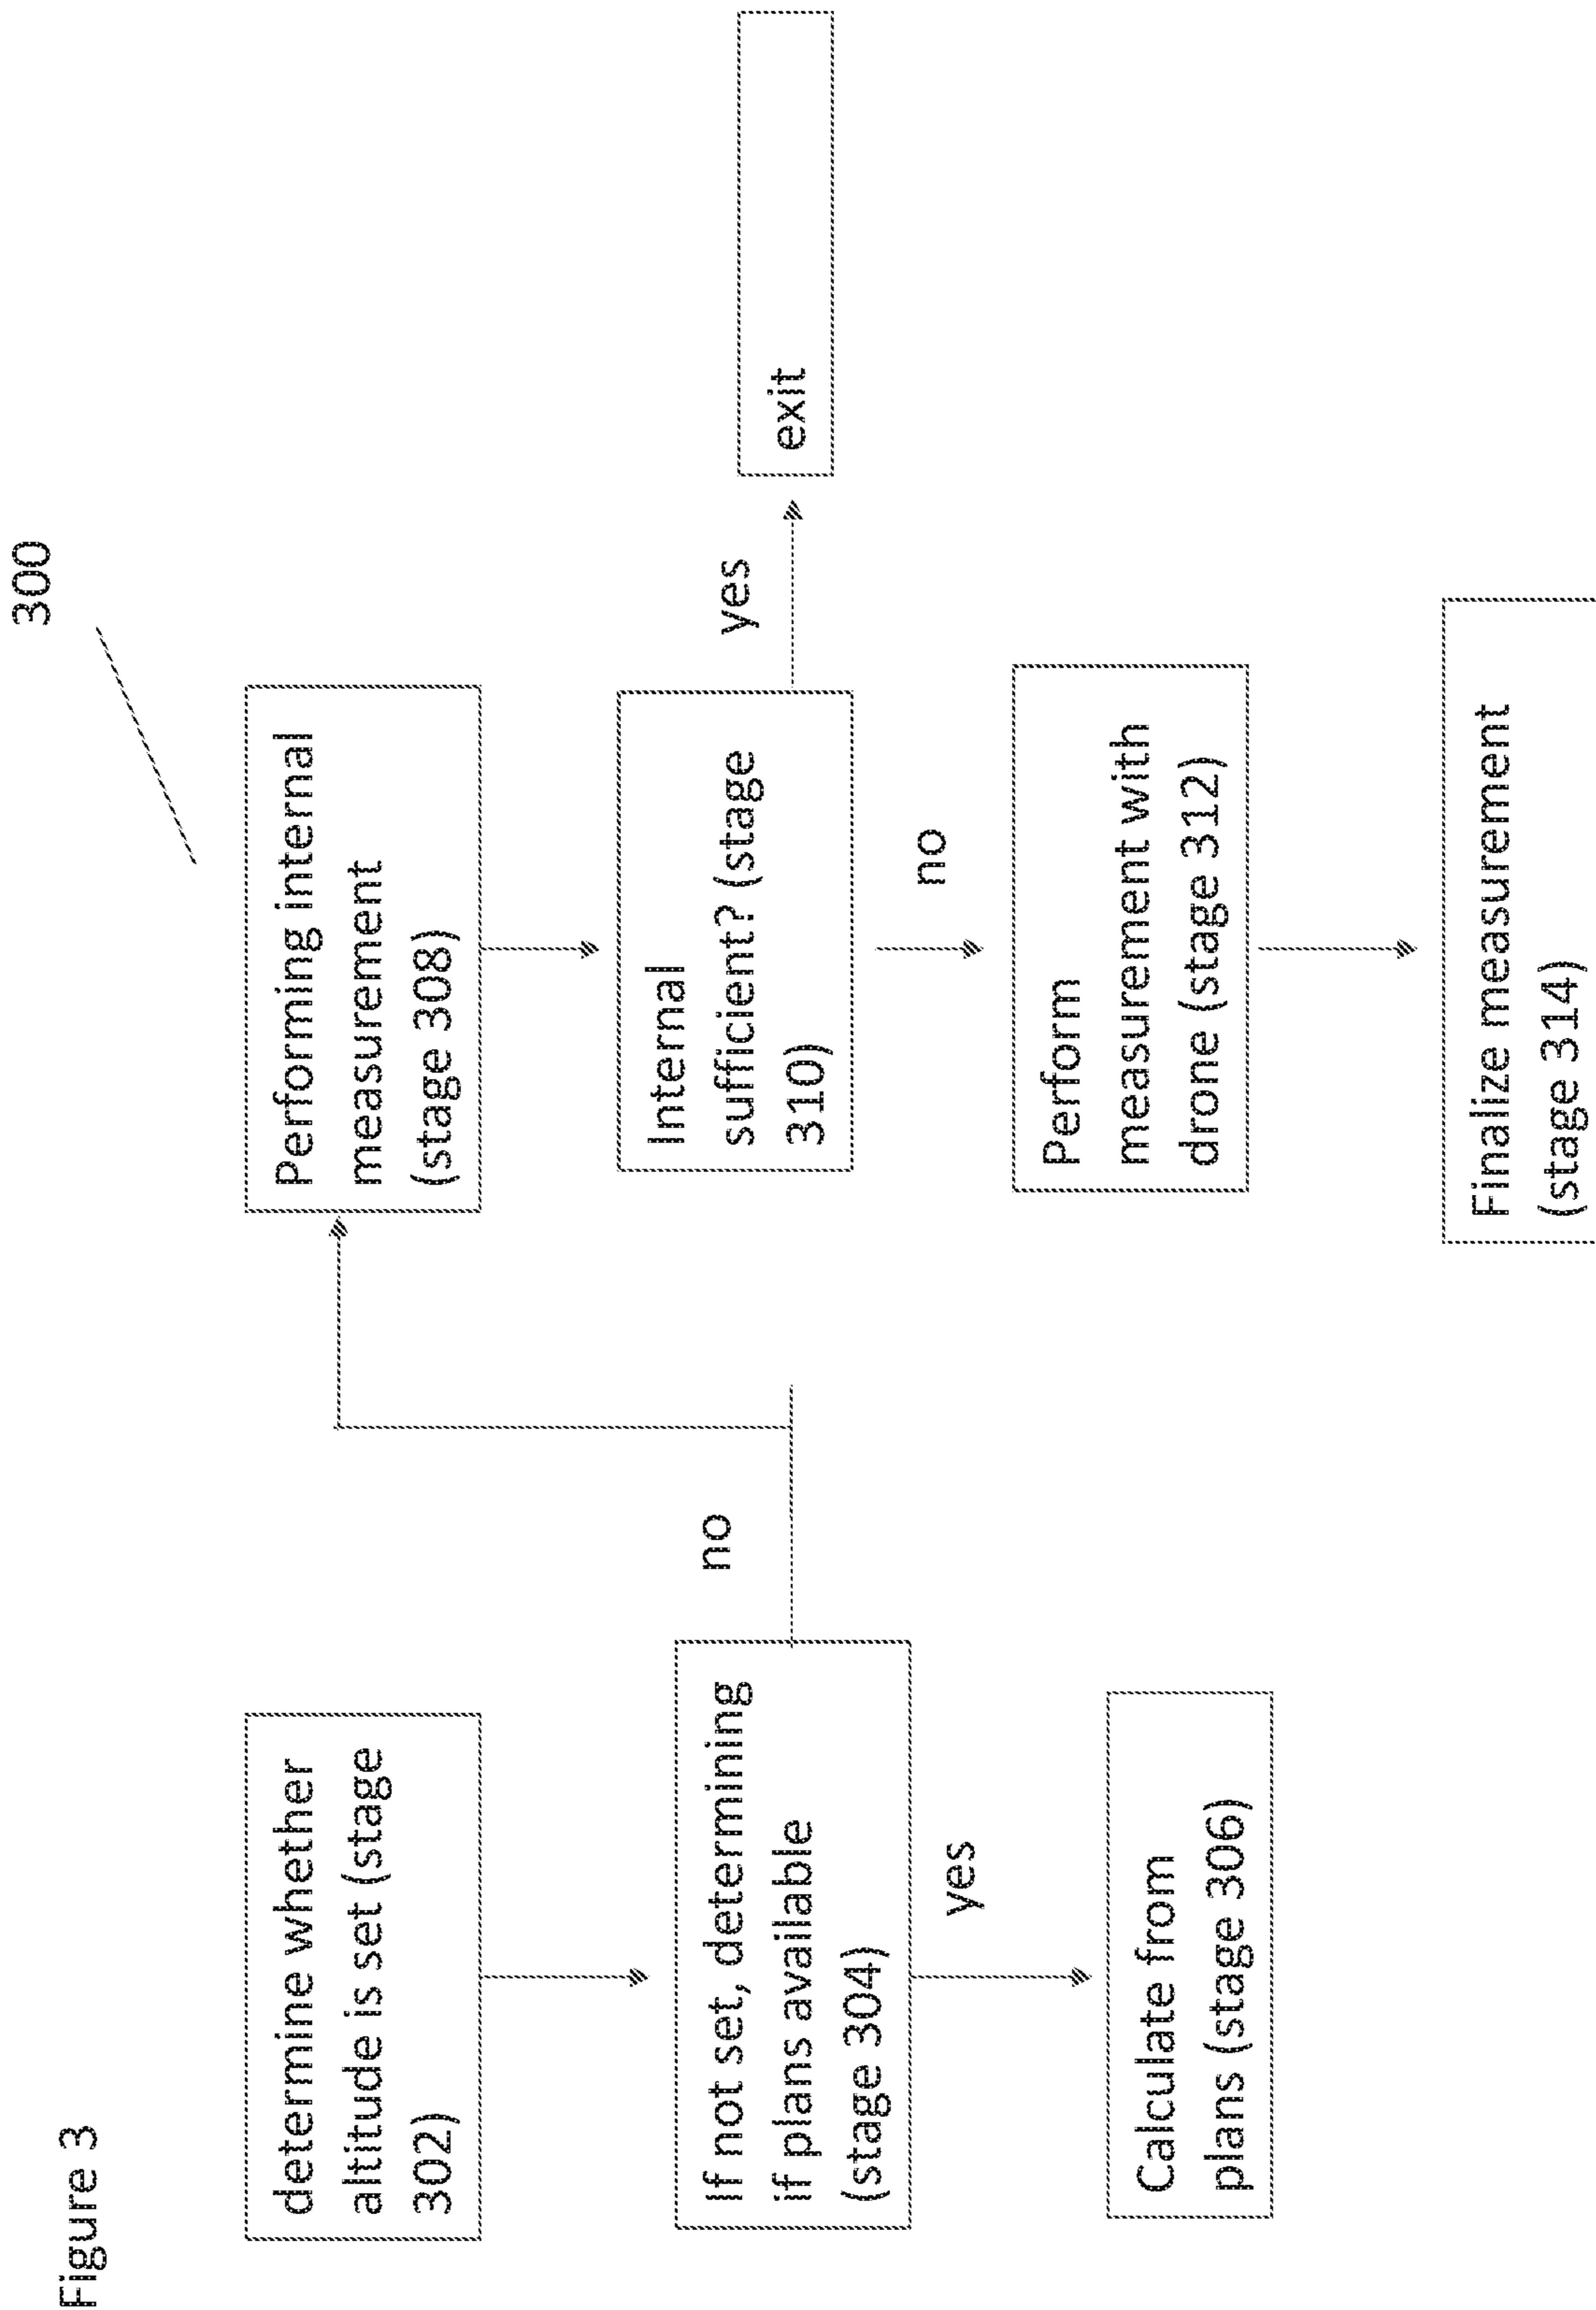 Figure 3
300
determine whether
altitude is set (stage
302)
If not set, determining
if plans available
(stage 304)
no
yes
Calculate from
plans (stage 306)
Performing internal
measurement
(stage 308)
Internal
sufficient? (stage
310)
yes
exit
no
Perform
measurement with
drone (stage 312)
Finalize measurement
(stage 314)